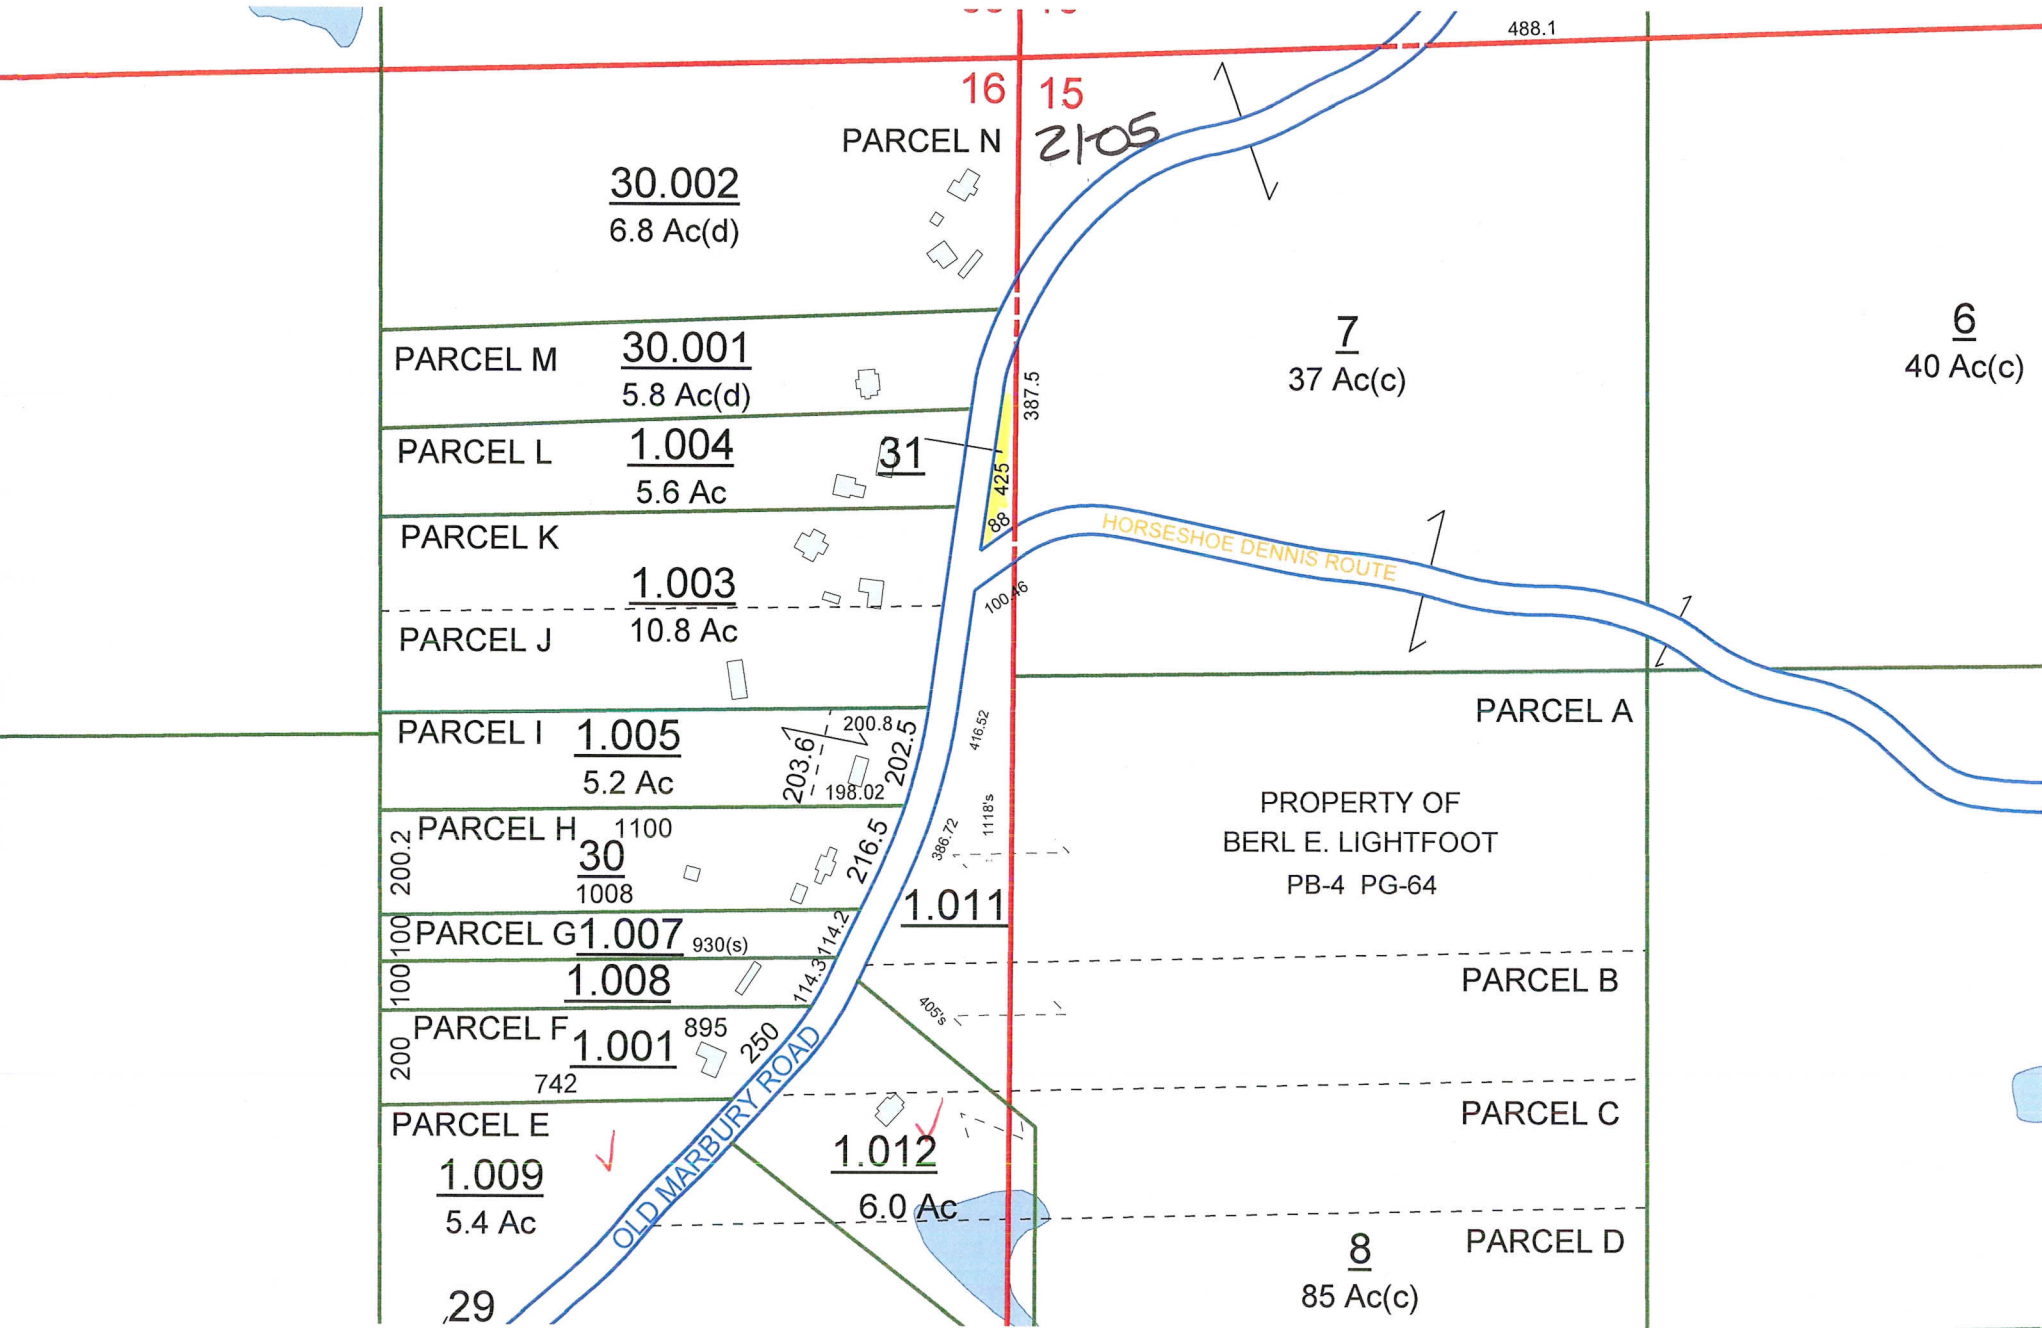 488.1
16
15
21-05
PARCEL N
30.002
6.8 Ac(d)
PARCEL M
30.001
5.8 Ac(d)
387.5
7
37 Ac(c)
6
40 Ac(c)
PARCEL L
1.004
5.6 Ac
31
425
88
PARCEL K
HORSESHOE DENNIS ROUTE
1.003
10.8 Ac
100.46
PARCEL J
PARCEL I
1.005
5.2 Ac
203.6
200.8
202.5
198.02
416.52
PARCEL A
PROPERTY OF
BERL E. LIGHTFOOT
PB-4 PG-64
PARCEL H
1100
30
1008
200.2
216.5
386.72
1118's
1.011
100
PARCEL G
1.007
930(s)
114.2
100
1.008
114.3
PARCEL B
405's
PARCEL F
1.001
895
250
200
742
OLD MARBURY ROAD
PARCEL E
1.009
5.4 Ac
1.012
6.0 Ac
PARCEL C
PARCEL D
8
85 Ac(c)
29